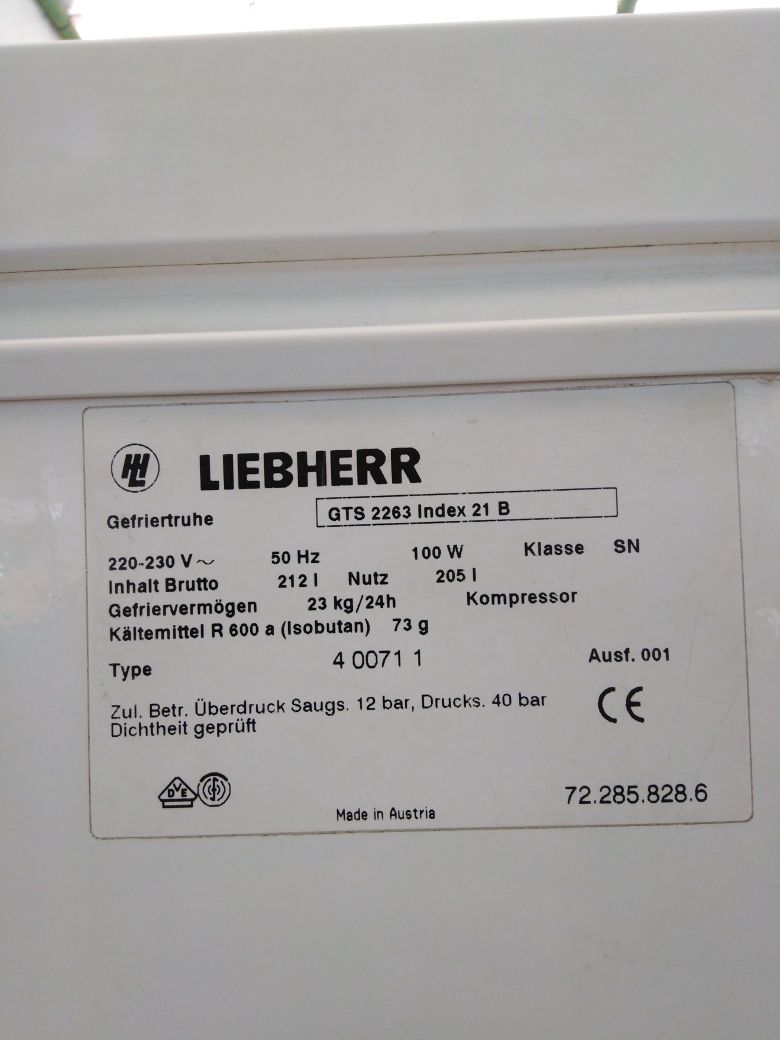 LIEBHERR
Gefriertruhe GTS 2263 Index 21 B
220-230 V~ 50 Hz 100 W Klasse SN
Inhalt Brutto 212 l Nutz 205 l
Gefriervermögen 23 kg/24h Kompressor
Kältemittel R 600 a (Isobutan) 73 g
Type 4 0071 1 Ausf. 001
Zul. Betr. Überdruck Saugs. 12 bar, Drucks. 40 bar
Dichtheit geprüft
CE
DVE
72.285.828.6
Made in Austria